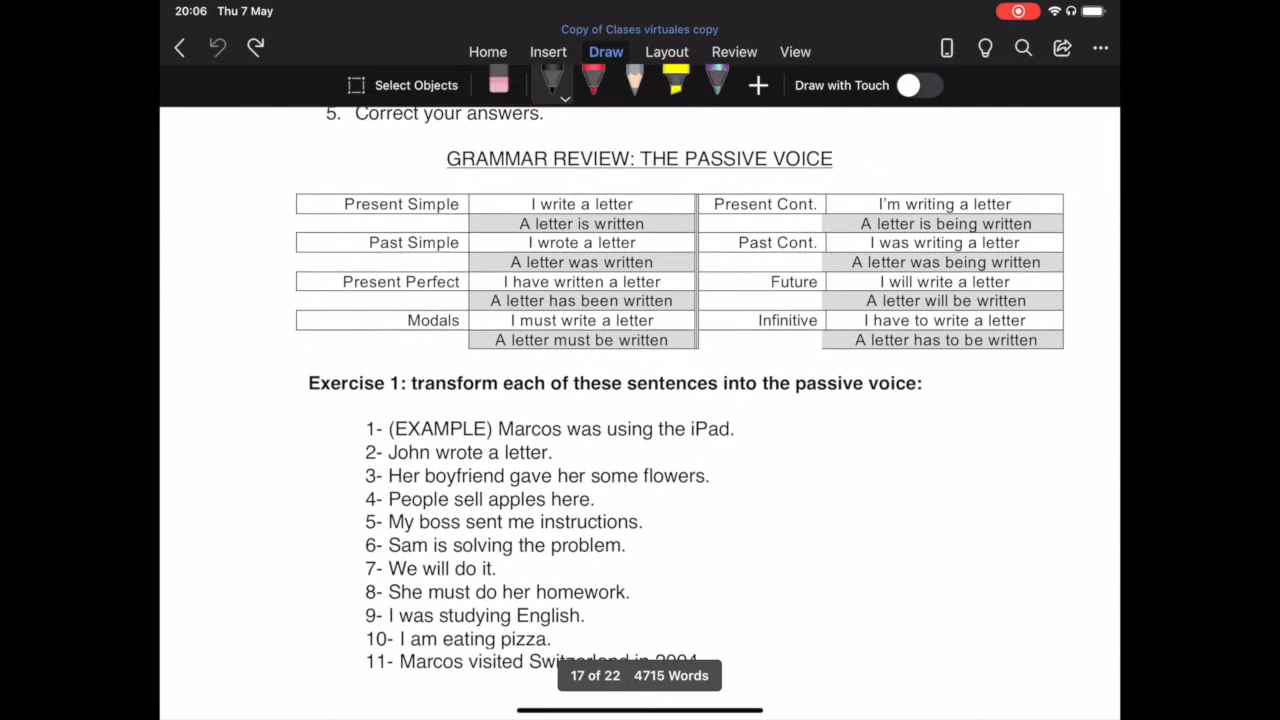 20:06 Thu 7 May
Copy of Clases virtuales copy
Home Insert Draw Layout Review View
Select Objects Draw with Touch
5. Correct your answers.
GRAMMAR REVIEW: THE PASSIVE VOICE
Present Simple I write a letter Present Cont. I'm writing a letter
A letter is written A letter is being written
Past Simple I wrote a letter Past Cont. I was writing a letter
A letter was written A letter was being written
Present Perfect I have written a letter Future I will write a letter
A letter has been written A letter will be written
Modals I must write a letter Infinitive I have to write a letter
A letter must be written A letter has to be written
Exercise 1: transform each of these sentences into the passive voice:
1- (EXAMPLE) Marcos was using the iPad.
2- John wrote a letter.
3- Her boyfriend gave her some flowers.
4- People sell apples here.
5- My boss sent me instructions.
6- Sam is solving the problem.
7- We will do it.
8- She must do her homework.
9- I was studying English.
10- I am eating pizza.
11- Marcos visited Switzerland in 2004
17 of 22 4715 Words